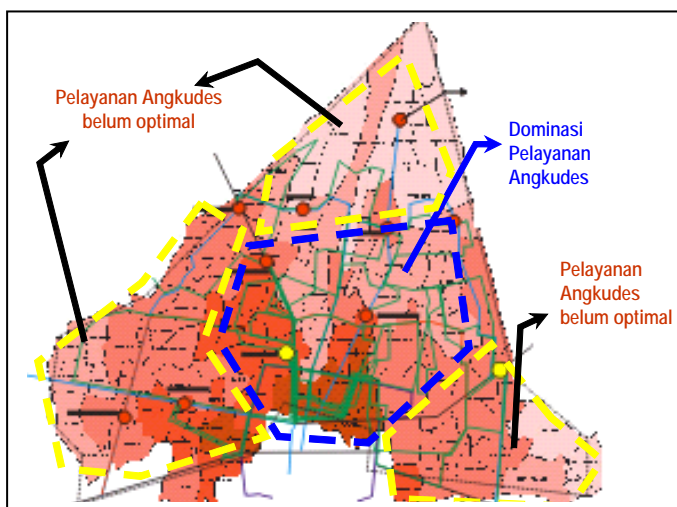 Pelayanan Angkudes
belum optimal
Dominasi
Pelayanan
Angkudes
Pelayanan
Angkudes
belum optimal